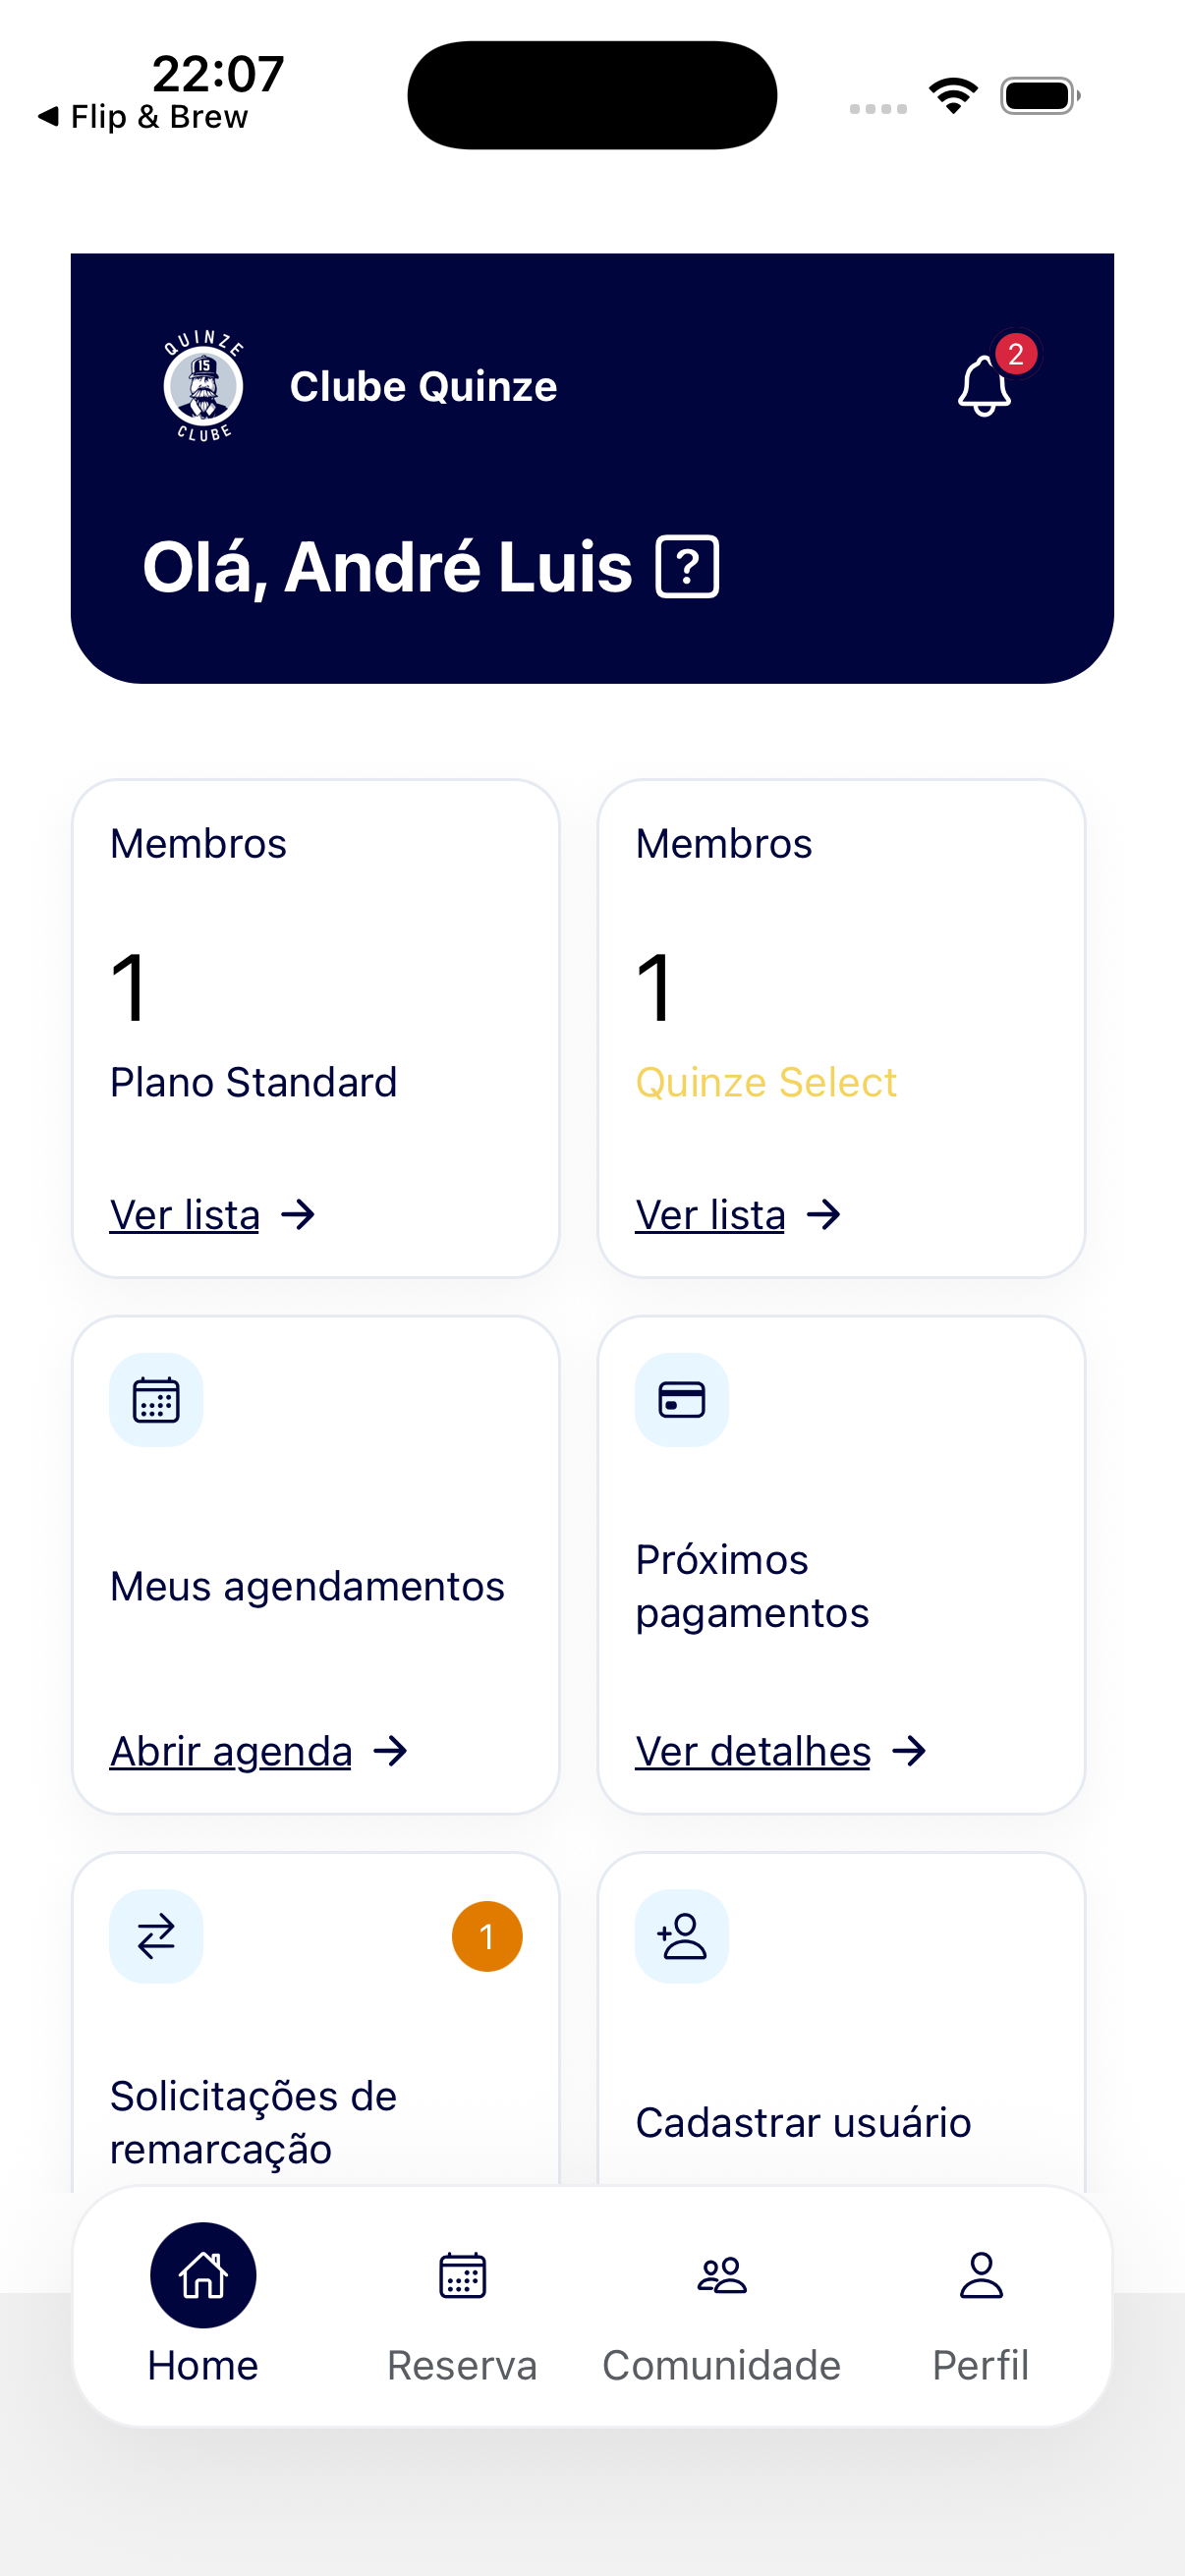 22:07
◀ Flip & Brew
QUINZE
15
CLUBE
Clube Quinze
2
Olá, André Luis ?
Membros
1
Plano Standard
Ver lista →
Membros
1
Quinze Select
Ver lista →
Meus agendamentos
Abrir agenda →
Próximos
pagamentos
Ver detalhes →
1
Solicitações de
remarcação
Cadastrar usuário
Home
Reserva
Comunidade
Perfil